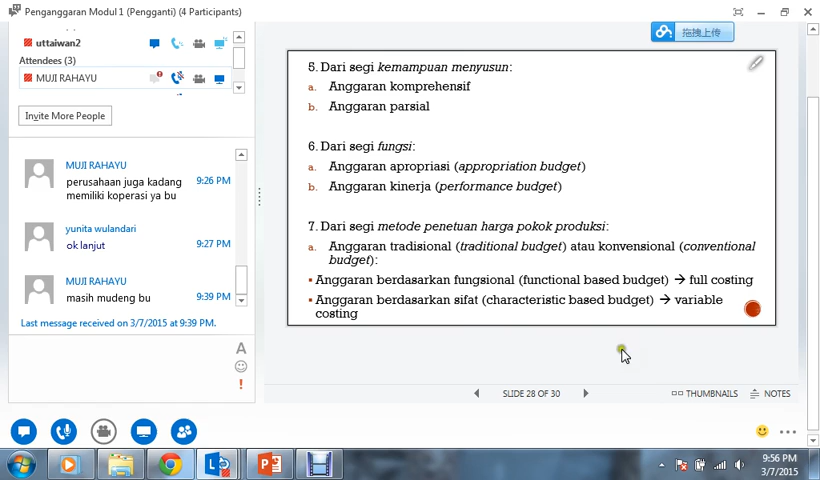 Penganggaran Modul 1 (Pengganti) (4 Participants)
拖拽上传
uttaiwan2
Attendees (3)
MUJI RAHAYU
Invite More People
MUJI RAHAYU
perusahaan juga kadang
memiliki koperasi ya bu
9:26 PM
yunita wulandari
ok lanjut
9:27 PM
MUJI RAHAYU
masih mudeng bu
9:39 PM
Last message received on 3/7/2015 at 9:39 PM.
A
!
5. Dari segi kemampuan menyusun:
a. Anggaran komprehensif
b. Anggaran parsial
6. Dari segi fungsi:
a. Anggaran apropriasi (appropriation budget)
b. Anggaran kinerja (performance budget)
7. Dari segi metode penetuan harga pokok produksi:
a. Anggaran tradisional (traditional budget) atau konvensional (conventional
budget):
▪ Anggaran berdasarkan fungsional (functional based budget) → full costing
▪ Anggaran berdasarkan sifat (characteristic based budget) → variable
costing
SLIDE 28 OF 30
THUMBNAILS
NOTES
9:56 PM
3/7/2015